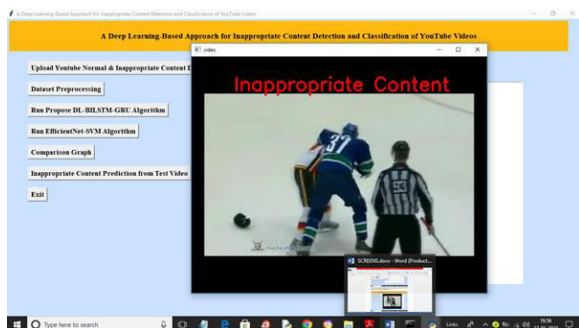 A Deep Learning-Based Approach for Inappropriate Content Detection and Classification of YouTube Videos
A Deep Learning-Based Approach for Inappropriate Content Detection and Classification of YouTube Videos
video
Upload Youtube Normal & Inappropriate Content D
Inappropriate Content
Dataset Preprocessing
Run Propose DL-BILSTM-GRU Algorithm
Run EfficientNet-SVM Algorithm
Comparison Graph
Inappropriate Content Prediction from Test Video
Exit
37
93
SCREENS.docx - Word (Product...
Type here to search
Links
16:56